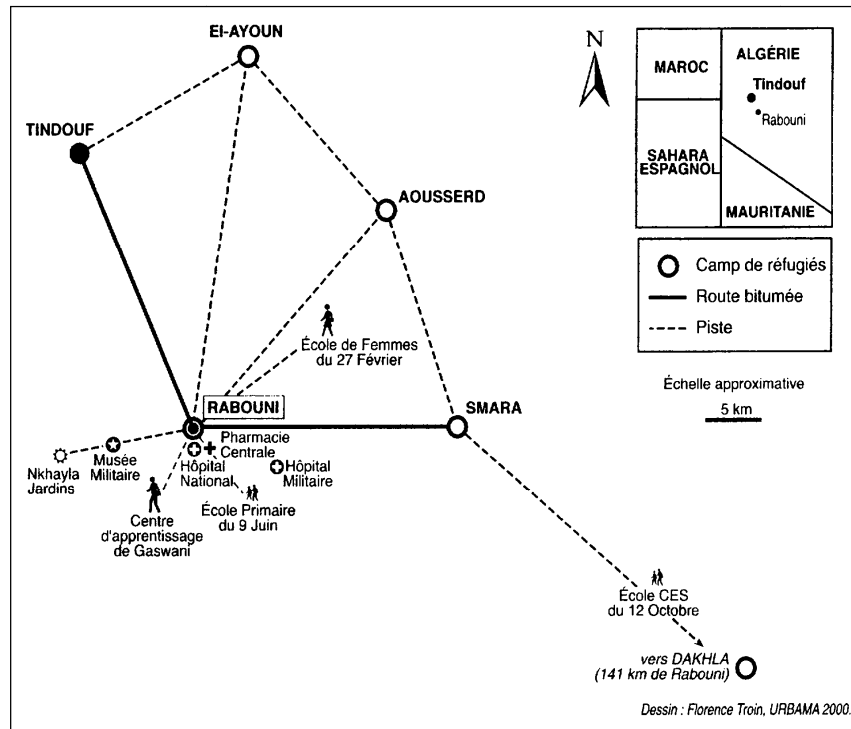 El-AYOUN
N
TINDOUF
AOUSSERD
MAROC
ALGÉRIE
Tindouf
Rabouni
SAHARA
ESPAGNOL
MAURITANIE
Camp de réfugiés
Route bitumée
Piste
Échelle approximative
5 km
École de Femmes
du 27 Février
RABOUNI
SMARA
Pharmacie
Centrale
Nkhayla
Jardins
Musée
Militaire
Hôpital
National
Hôpital
Militaire
Centre
d'apprentissage
de Gaswani
École Primaire
du 9 Juin
École CES
du 12 Octobre
vers DAKHLA
(141 km de Rabouni)
Dessin : Florence Troin, URBAMA 2000.